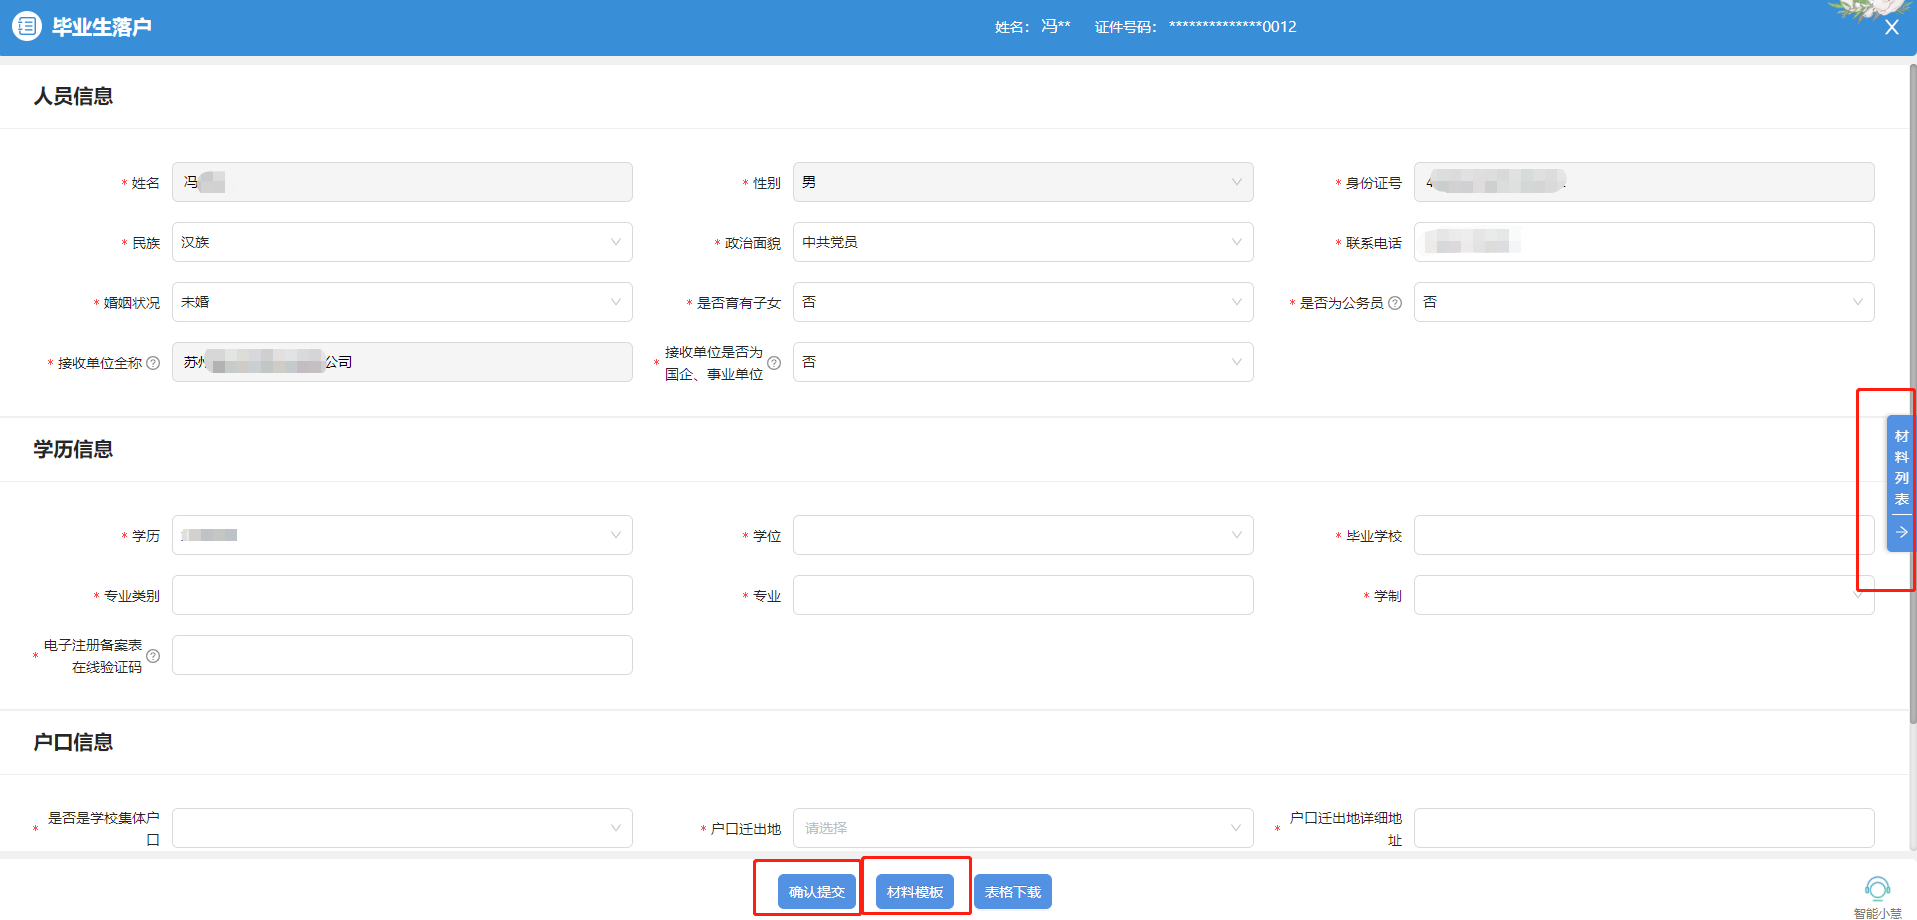 毕业生落户 姓名： 冯** 证件号码： **************0012
人员信息
* 姓名 冯 * 性别 男 * 身份证号 4
* 民族 汉族 * 政治面貌 中共党员 * 联系电话
* 婚姻状况 未婚 * 是否育有子女 否 * 是否为公务员 ? 否
* 接收单位全称 ? 苏州 公司 * 接收单位是否为
国企、事业单位 ? 否
材
料
列
表
学历信息
* 学历 * 学位 * 毕业学校
* 专业类别 * 专业 * 学制
* 电子注册备案表
在线验证码 ?
户口信息
* 是否是学校集体户
口
* 户口迁出地 请选择
* 户口迁出地详细地
址
确认提交 材料模板 表格下载
智能小慧